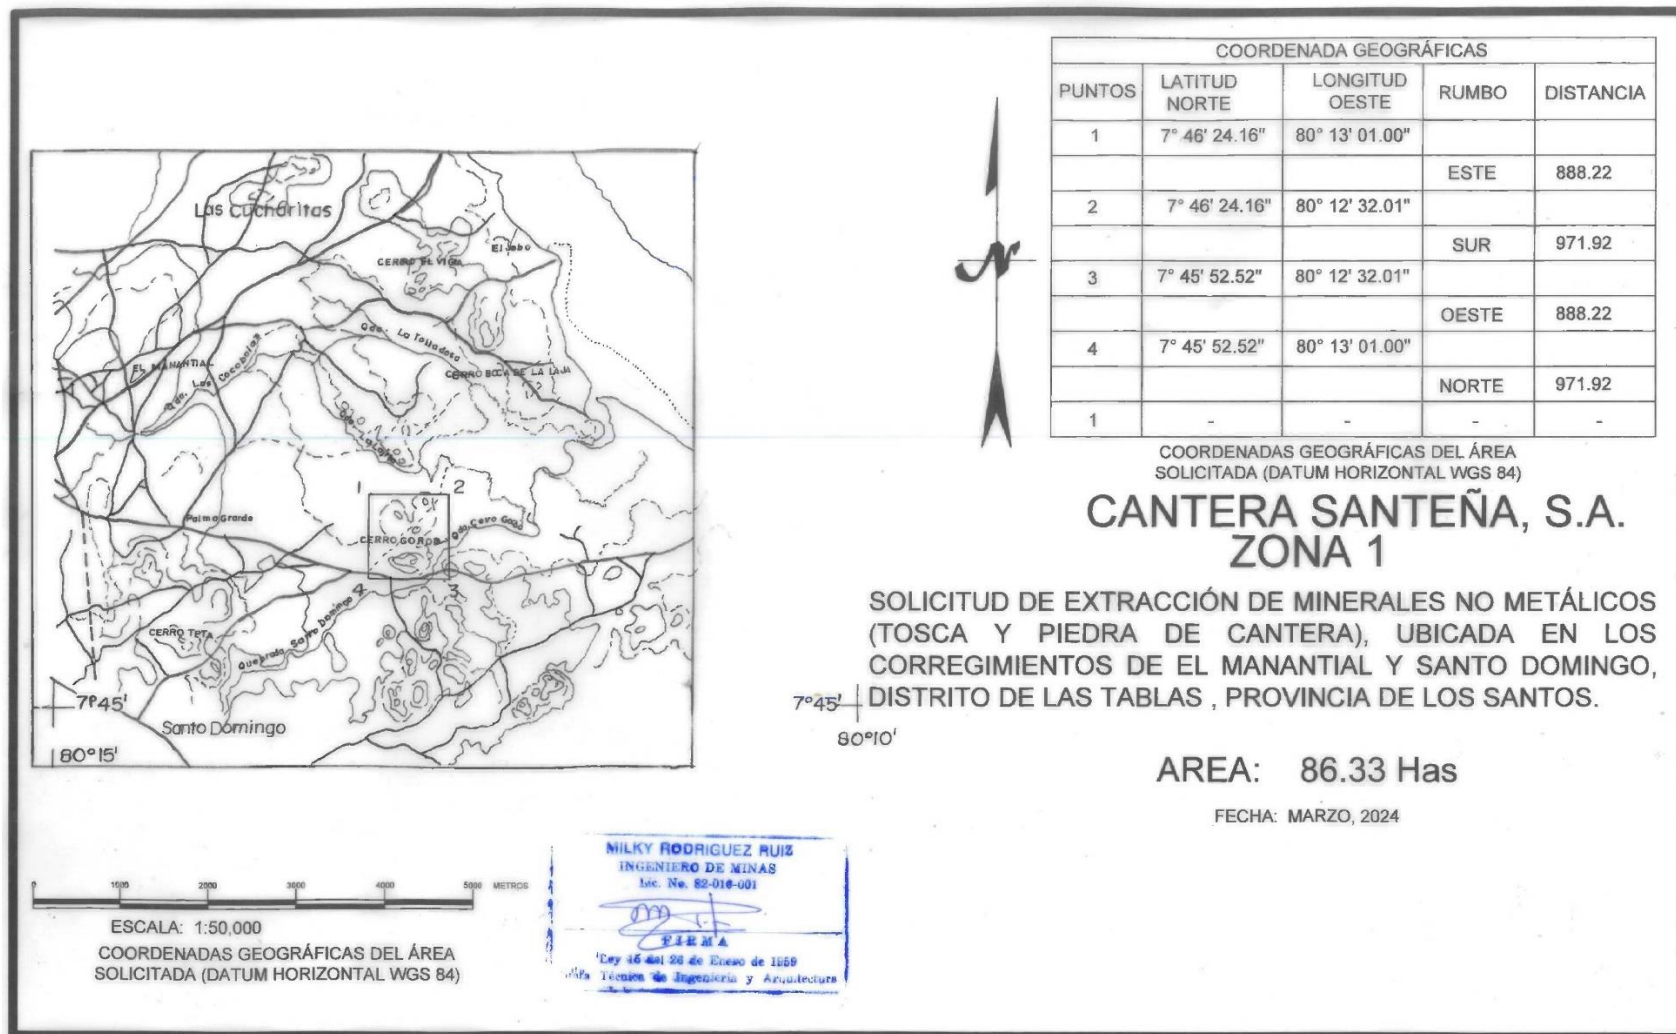 COORDENADA GEOGRÁFICAS
PUNTOS LATITUD NORTE LONGITUD OESTE RUMBO DISTANCIA
1 7° 46' 24.16" 80° 13' 01.00"
ESTE 888.22
2 7° 46' 24.16" 80° 12' 32.01"
SUR 971.92
3 7° 45' 52.52" 80° 12' 32.01"
OESTE 888.22
4 7° 45' 52.52" 80° 13' 01.00"
NORTE 971.92
1 - - - -
COORDENADAS GEOGRÁFICAS DEL ÁREA
SOLICITADA (DATUM HORIZONTAL WGS 84)
CANTERA SANTEÑA, S.A.
ZONA 1
SOLICITUD DE EXTRACCIÓN DE MINERALES NO METÁLICOS
(TOSCA Y PIEDRA DE CANTERA), UBICADA EN LOS
CORREGIMIENTOS DE EL MANANTIAL Y SANTO DOMINGO,
DISTRITO DE LAS TABLAS , PROVINCIA DE LOS SANTOS.
AREA: 86.33 Has
FECHA: MARZO, 2024
N
Las Cucharitas
El Jobo
CERRO EL VIGIA
Qda. La Tolladosa
EL MANANTIAL
Qda. Los Cocobolas
CERRO BOCA DE LA LAJA
1
2
Palma Grande
CERRO GORDO
4
3
CERRO TETA
Quebrada Santo Domingo
7°45'
Santo Domingo
80°15'
7°45'
80°10'
0 1000 2000 3000 4000 5000 METROS
ESCALA: 1:50,000
COORDENADAS GEOGRÁFICAS DEL ÁREA
SOLICITADA (DATUM HORIZONTAL WGS 84)
MILKY RODRIGUEZ RUIZ
INGENIERO DE MINAS
Lic. No. 82-018-001
FIRMA
Ley 15 del 26 de Enero de 1959
Técnica de Ingeniería y Arquitectura